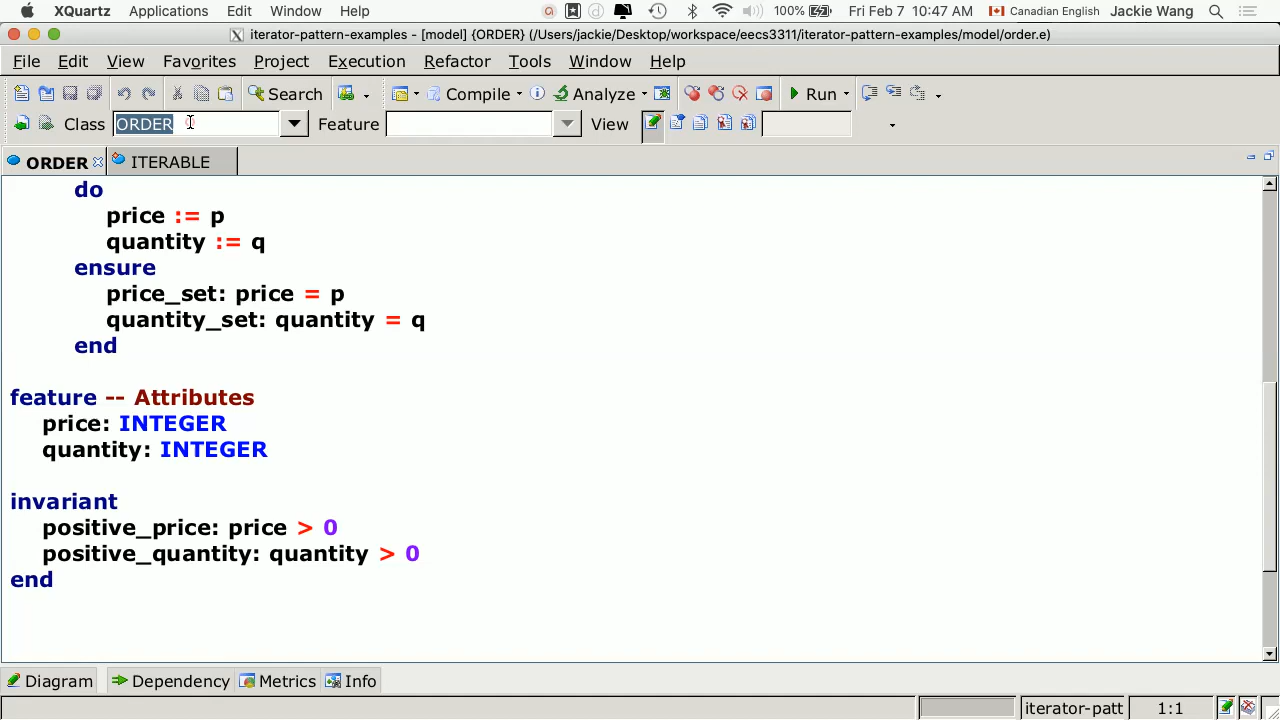 XQuartz Applications Edit Window Help 100% Fri Feb 7 10:47 AM Canadian English Jackie Wang
iterator-pattern-examples - [model] {ORDER} (/Users/jackie/Desktop/workspace/eecs3311/iterator-pattern-examples/model/order.e)
File Edit View Favorites Project Execution Refactor Tools Window Help
Search Compile Analyze Run
Class ORDER Feature View
ORDER ITERABLE
do
price := p
quantity := q
ensure
price_set: price = p
quantity_set: quantity = q
end
feature -- Attributes
price: INTEGER
quantity: INTEGER
invariant
positive_price: price > 0
positive_quantity: quantity > 0
end
Diagram Dependency Metrics Info
iterator-patt 1:1